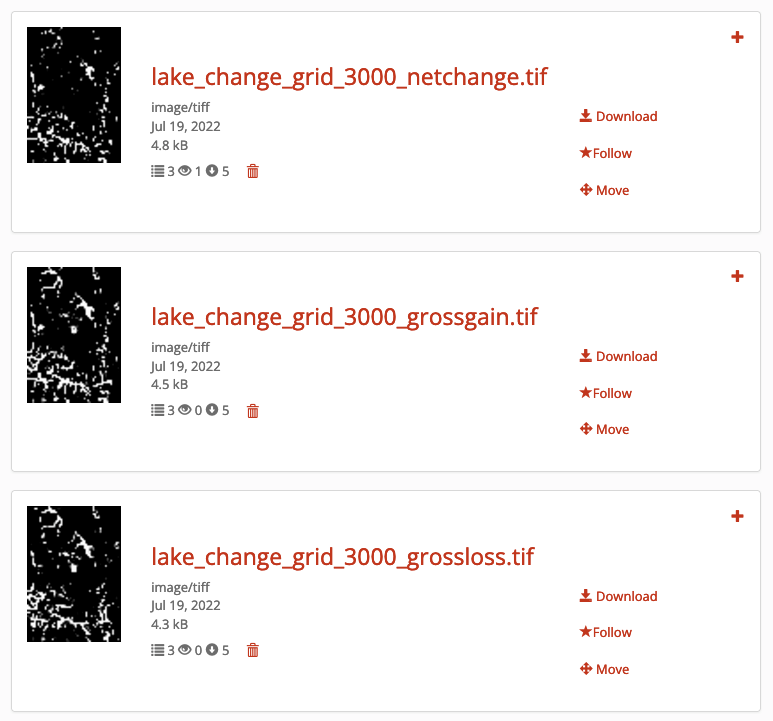 lake_change_grid_3000_netchange.tif
image/tiff
Jul 19, 2022
4.8 kB
3 1 5
Download
Follow
Move
lake_change_grid_3000_grossgain.tif
image/tiff
Jul 19, 2022
4.5 kB
3 0 5
Download
Follow
Move
lake_change_grid_3000_grossloss.tif
image/tiff
Jul 19, 2022
4.3 kB
3 0 5
Download
Follow
Move